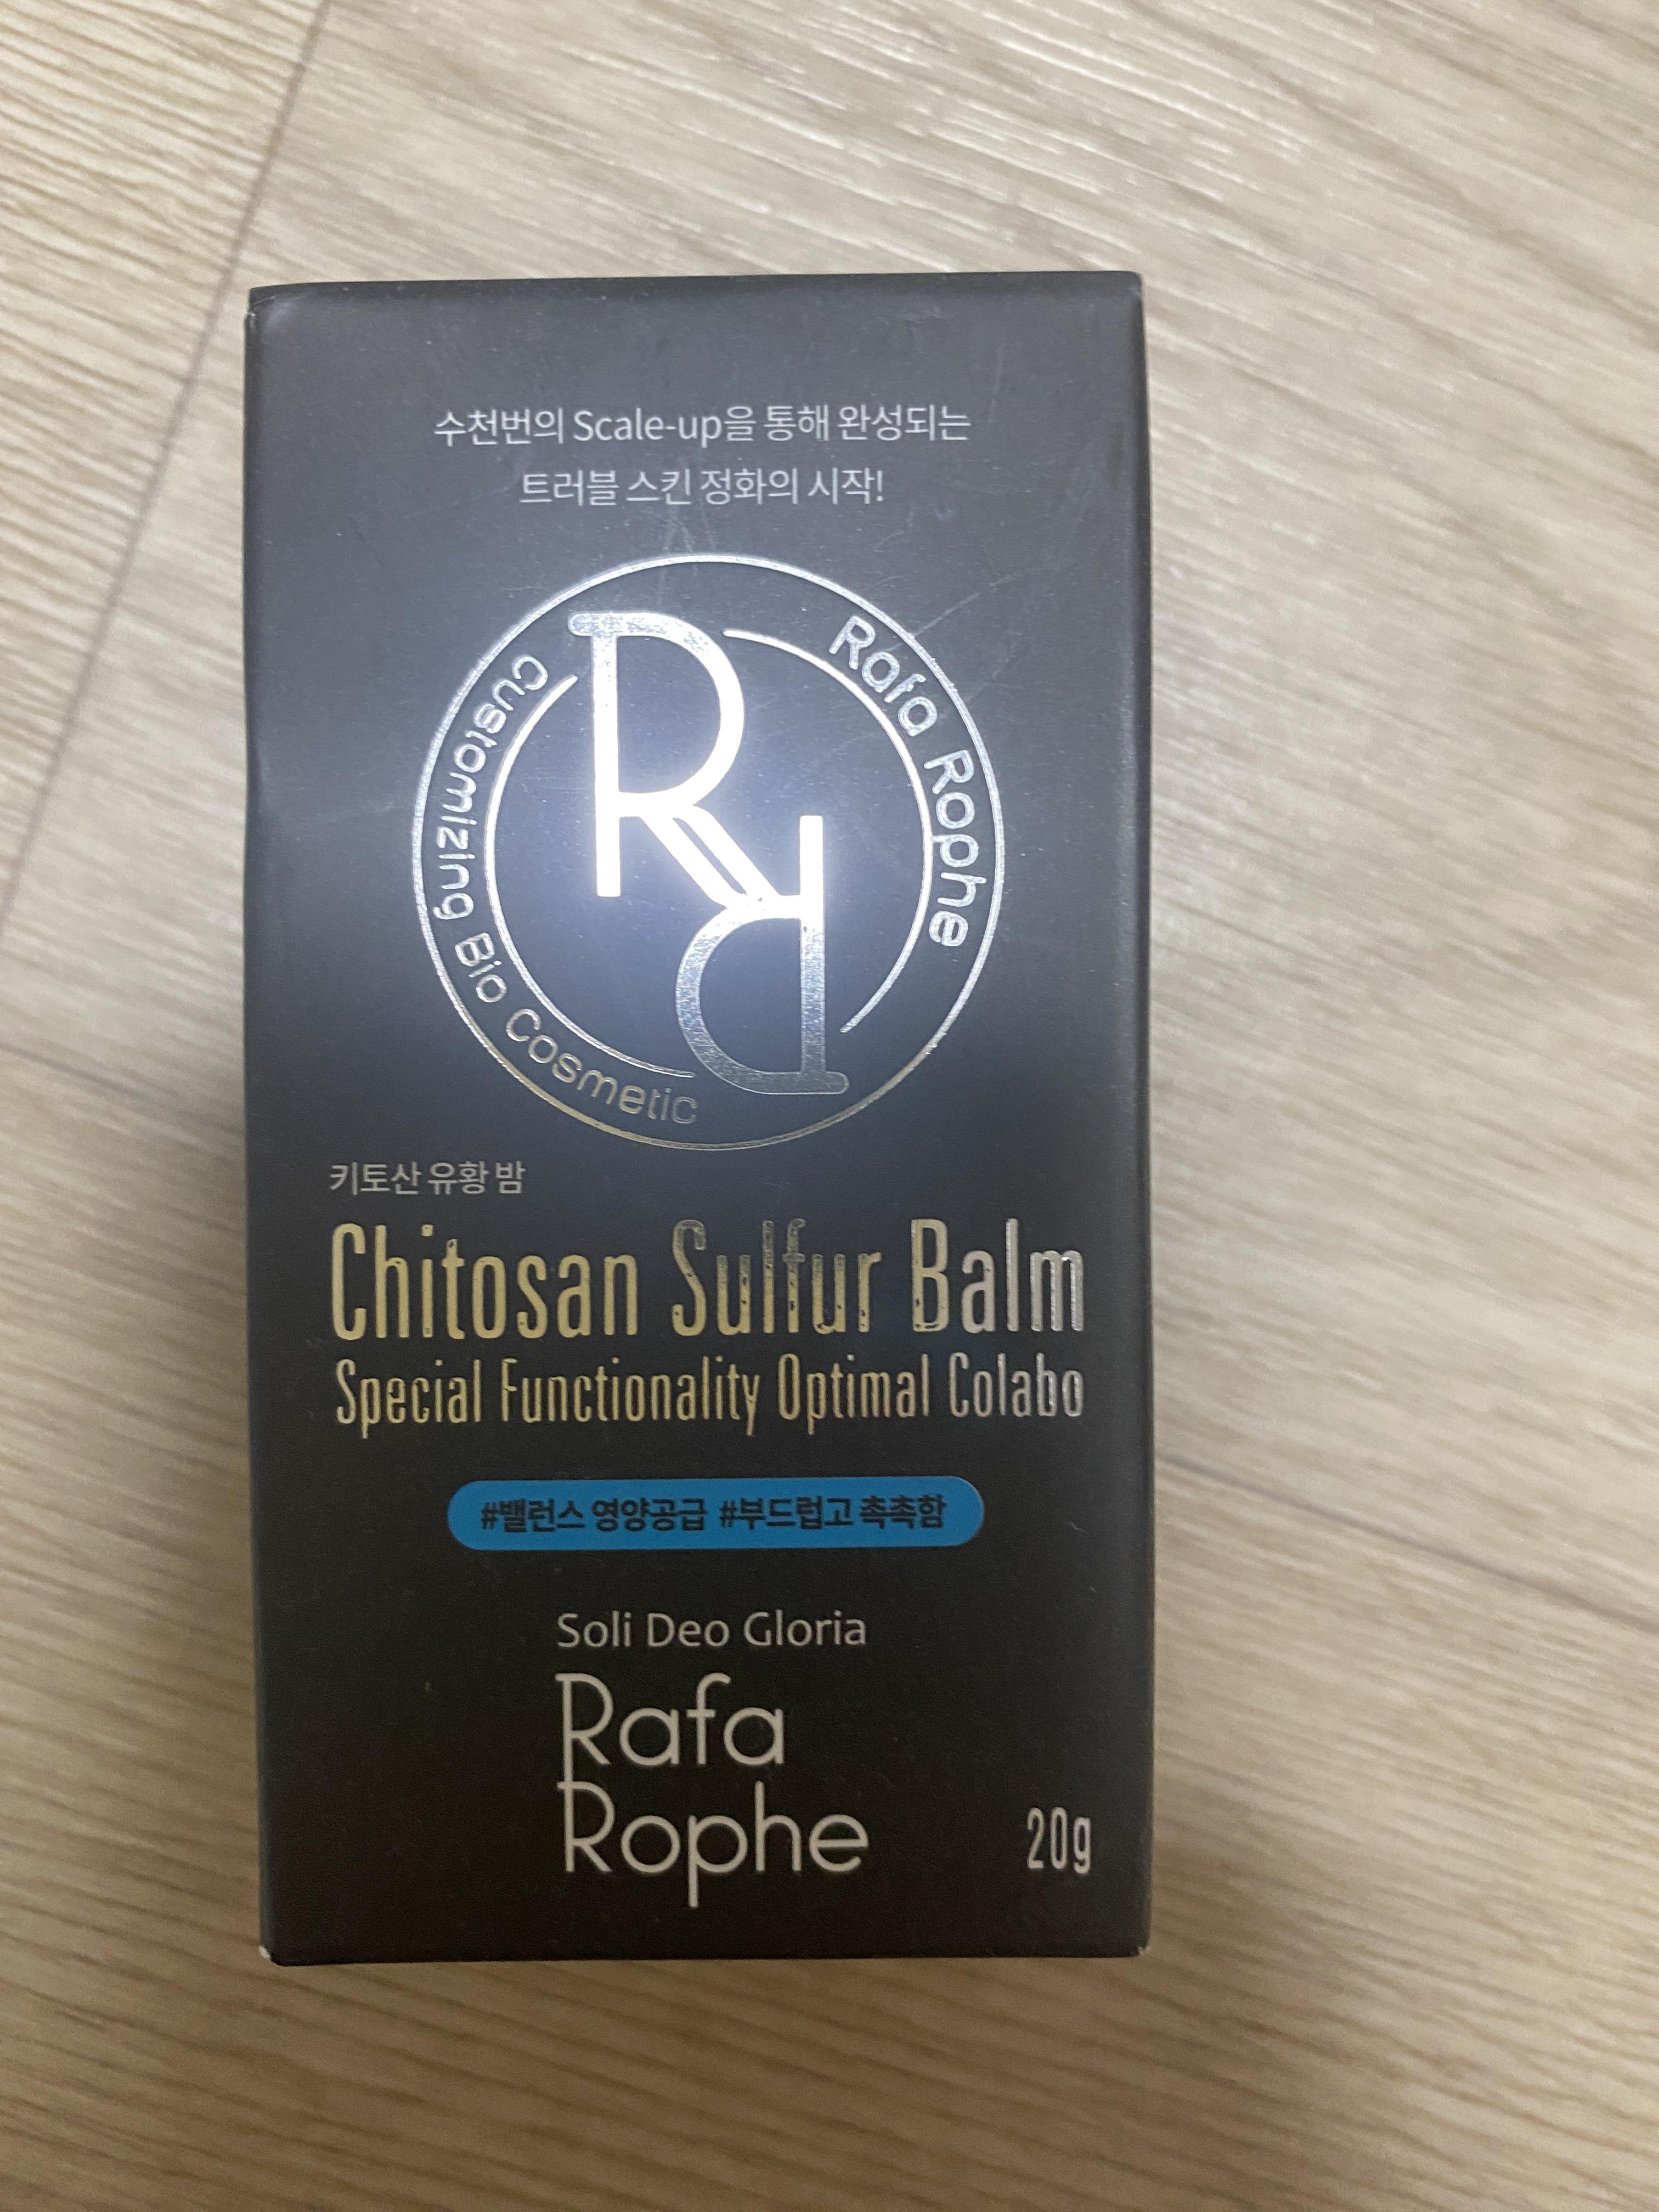 수천번의 Scale-up을 통해 완성되는
트러블 스킨 정화의 시작!
Rafa Rophe
Customizing Bio Cosmetic
키토산 유황 밤
Chitosan Sulfur Balm
Special Functionality Optimal Colabo
#밸런스 영양공급 #부드럽고 촉촉함
Soli Deo Gloria
Rafa
Rophe
20g